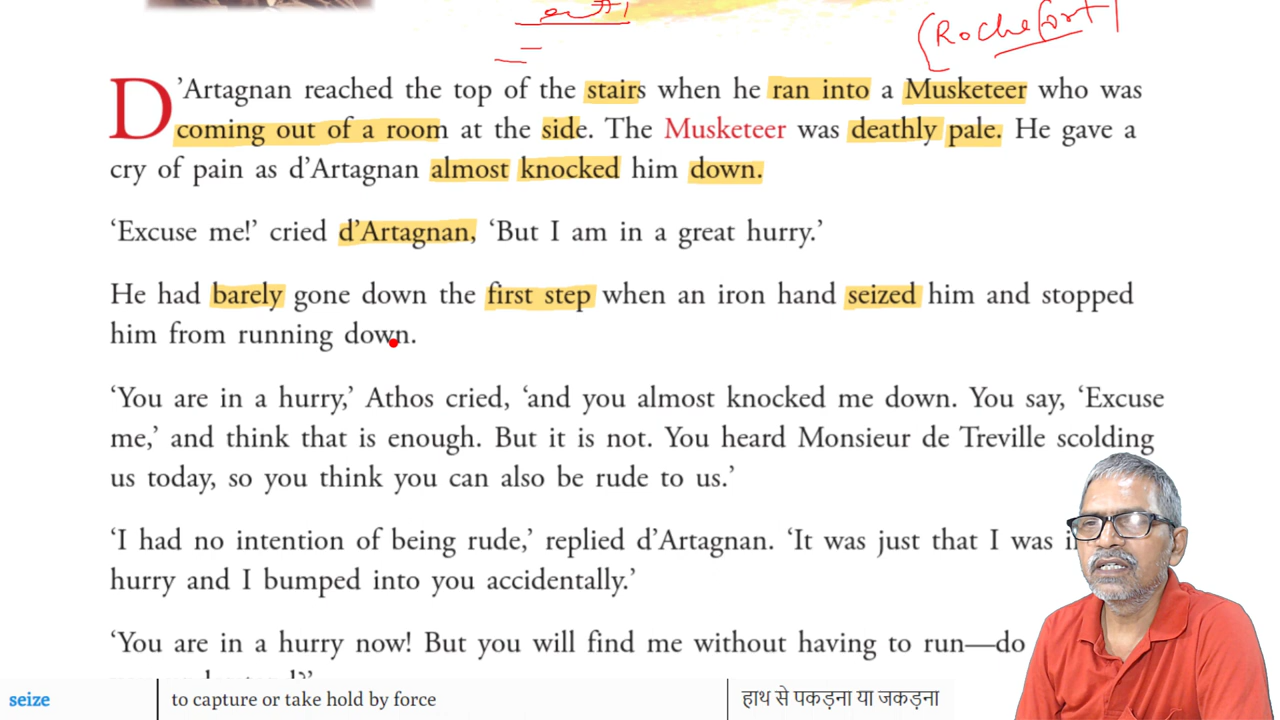 (Rochefort)
D’Artagnan reached the top of the stairs when he ran into a Musketeer who was
coming out of a room at the side. The Musketeer was deathly pale. He gave a
cry of pain as d’Artagnan almost knocked him down.
‘Excuse me!’ cried d’Artagnan, ‘But I am in a great hurry.’
He had barely gone down the first step when an iron hand seized him and stopped
him from running down.
‘You are in a hurry,’ Athos cried, ‘and you almost knocked me down. You say, ‘Excuse
me,’ and think that is enough. But it is not. You heard Monsieur de Treville scolding
us today, so you think you can also be rude to us.’
‘I had no intention of being rude,’ replied d’Artagnan. ‘It was just that I was
hurry and I bumped into you accidentally.’
‘You are in a hurry now! But you will find me without having to run—do
seize to capture or take hold by force हाथ से पकड़ना या जकड़ना